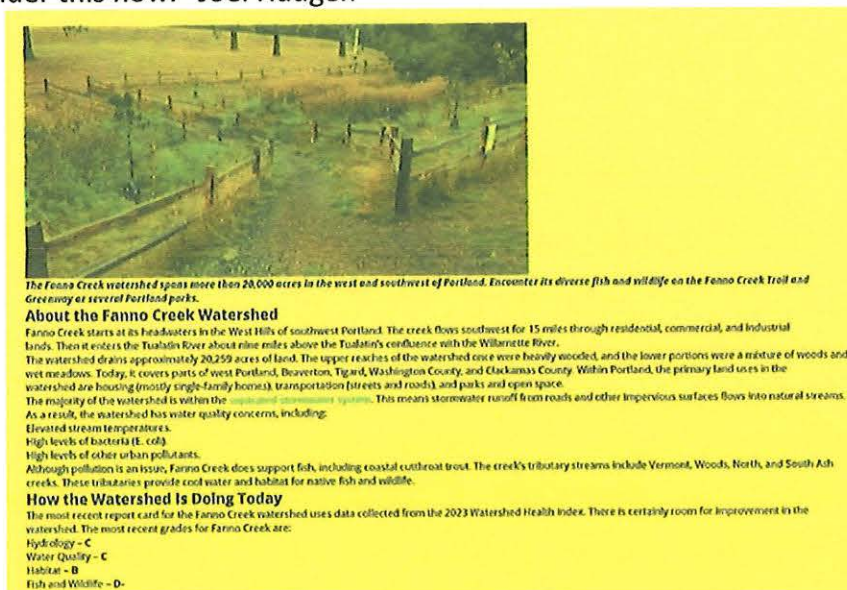 this now. Joel Haugen
The Fanno Creek watershed spans more than 20,000 acres in the west and southwest of Portland. Encounter its diverse fish and wildlife on the Fanno Creek Trail and
Greenway or several Portland parks.
About the Fanno Creek Watershed
Fanno Creek starts at its headwaters in the West Hills of southwest Portland. The creek flows southwest for 15 miles through residential, commercial, and industrial
lands. Then it enters the Tualatin River about nine miles above the Tualatin's confluence with the Willamette River.
The watershed drains approximately 20,259 acres of land. The upper reaches of the watershed once were heavily wooded, and the lower portions were a mixture of woods and
wet meadows. Today, it covers parts of west Portland, Beaverton, Tigard, Washington County, and Clackamas County. Within Portland, the primary land uses in the
watershed are housing (mostly single-family homes), transportation (streets and roads), and parks and open space.
The majority of the watershed is within the separated stormwater system. This means stormwater runoff from roads and other impervious surfaces flows into natural streams.
As a result, the watershed has water quality concerns, including:
Elevated stream temperatures.
High levels of bacteria (E. coli).
High levels of other urban pollutants.
Although pollution is an issue, Fanno Creek does support fish, including coastal cutthroat trout. The creek's tributary streams include Vermont, Woods, North, and South Ash
creeks. These tributaries provide cool water and habitat for native fish and wildlife.
How the Watershed Is Doing Today
The most recent report card for the Fanno Creek watershed uses data collected from the 2023 Watershed Health Index. There is certainly room for improvement in the
watershed. The most recent grades for Fanno Creek are:
Hydrology – C
Water Quality – C
Habitat – B
Fish and Wildlife – D-